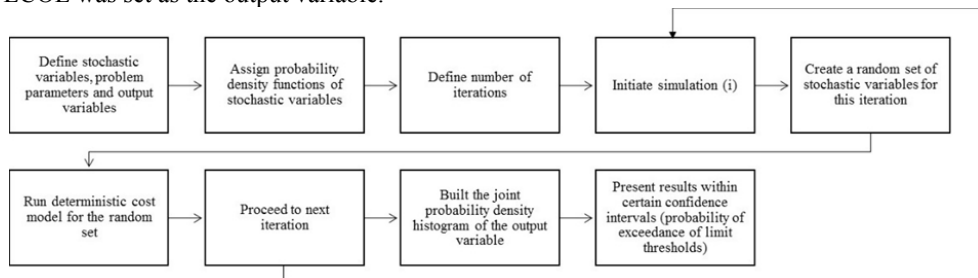 LCOE was set as the output variable.
Define stochastic
variables, problem
parameters and output
variables
Assign probability
density functions of
stochastic variables
Define number of
iterations
Initiate simulation (i)
Create a random set of
stochastic variables for
this iteration
Run deterministic cost
model for the random
set
Proceed to next
iteration
Built the joint
probability density
histogram of the output
variable
Present results within
certain confidence
intervals (probability of
exceedance of limit
thresholds)